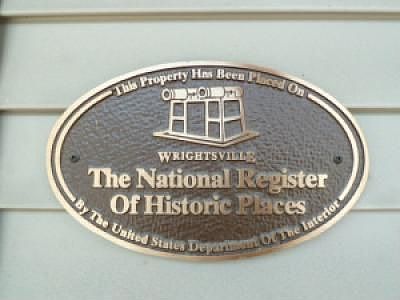 This Property Has Been Placed On
WRIGHTSVILLE
The National Register
Of Historic Places
By The United States Department Of The Interior